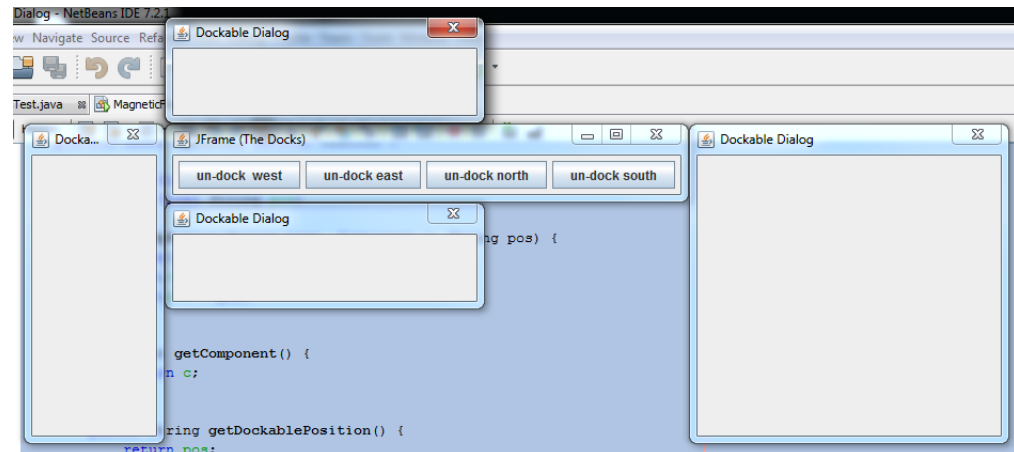 Dialog - NetBeans IDE 7.2.1
Dockable Dialog
Navigate Source Refa
Test.java
Docka...
JFrame (The Docks)
Dockable Dialog
un-dock west
un-dock east
un-dock north
un-dock south
Dockable Dialog
ng pos) {
getComponent() {
n c;
ring getDockablePosition() {
return pos;